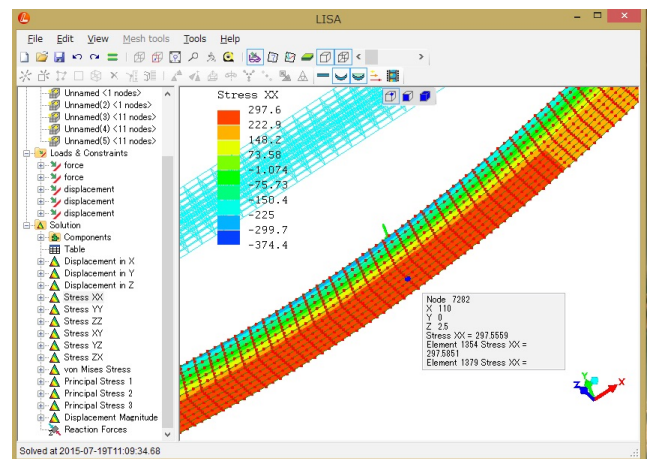 LISA
File Edit View Mesh tools Tools Help
Unnamed <1 nodes>
Unnamed(2) <1 nodes>
Unnamed(3) <11 nodes>
Unnamed(4) <11 nodes>
Unnamed(5) <11 nodes>
Loads & Constraints
force
force
displacement
displacement
displacement
Solution
Components
Table
Displacement in X
Displacement in Y
Displacement in Z
Stress XX
Stress YY
Stress ZZ
Stress XY
Stress YZ
Stress ZX
von Mises Stress
Principal Stress 1
Principal Stress 2
Principal Stress 3
Displacement Magnitude
Reaction Forces
Stress XX
297.6
222.9
148.2
73.58
-1.074
-75.73
-150.4
-225
-299.7
-374.4
Node 7282
X 110
Y 0
Z 2.5
Stress XX = 297.5559
Element 1354 Stress XX =
297.5851
Element 1379 Stress XX =
Y
Z X
Solved at 2015-07-19T11:09:34.68